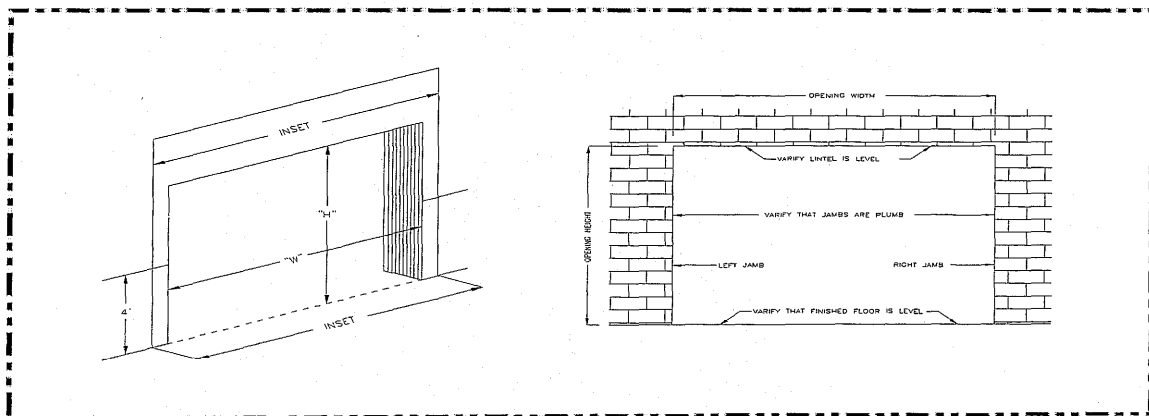 INSET
"H"
"W"
4'
INSET
OPENING WIDTH
VARIFY LINTEL IS LEVEL
OPENING HEIGHT
VARIFY THAT JAMBS ARE PLUMB
LEFT JAMB
RIGHT JAMB
VARIFY THAT FINISHED FLOOR IS LEVEL